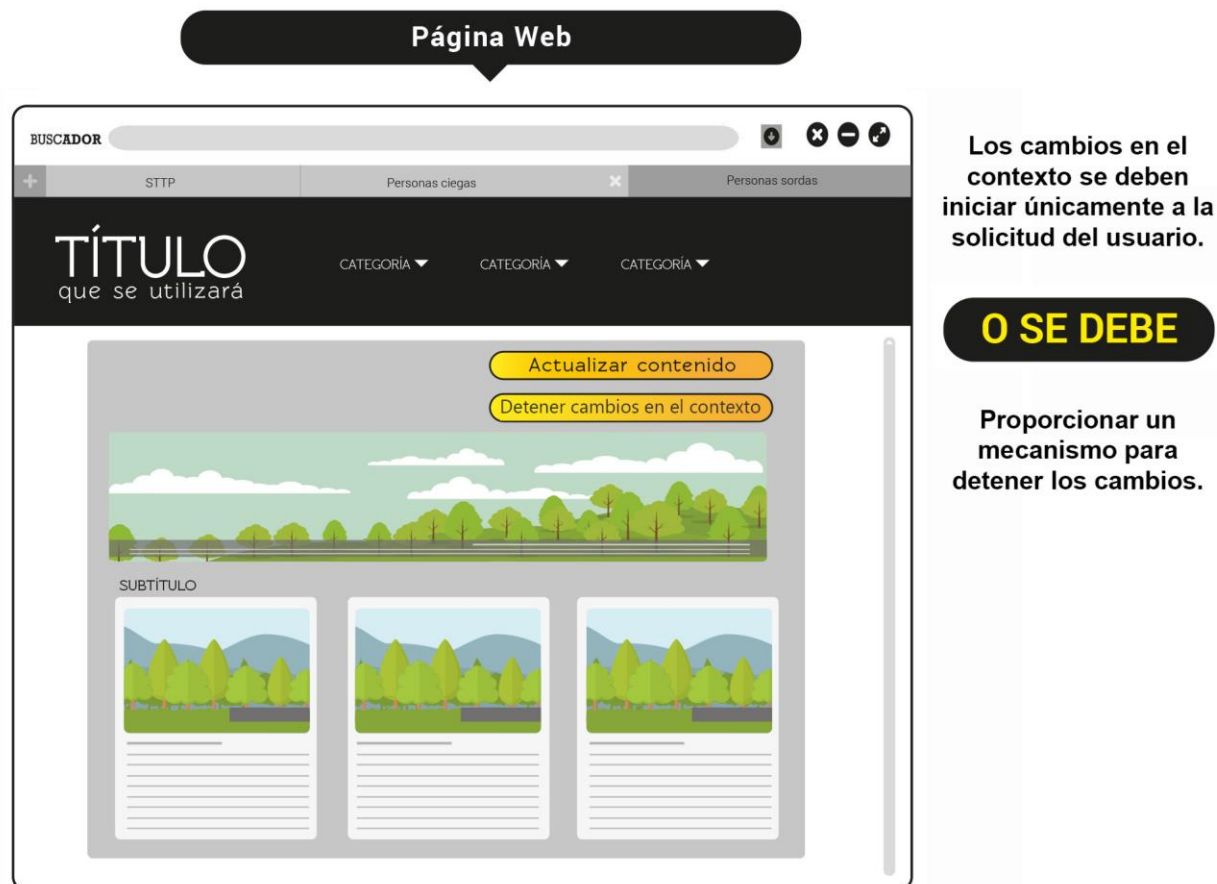 Página Web
BUSCADOR
STTP
Personas ciegas
Personas sordas
TÍTULO
que se utilizará
CATEGORÍA
CATEGORÍA
CATEGORÍA
Actualizar contenido
Detener cambios en el contexto
SUBTÍTULO
Los cambios en el
contexto se deben
iniciar únicamente a la
solicitud del usuario.
O SE DEBE
Proporcionar un
mecanismo para
detener los cambios.